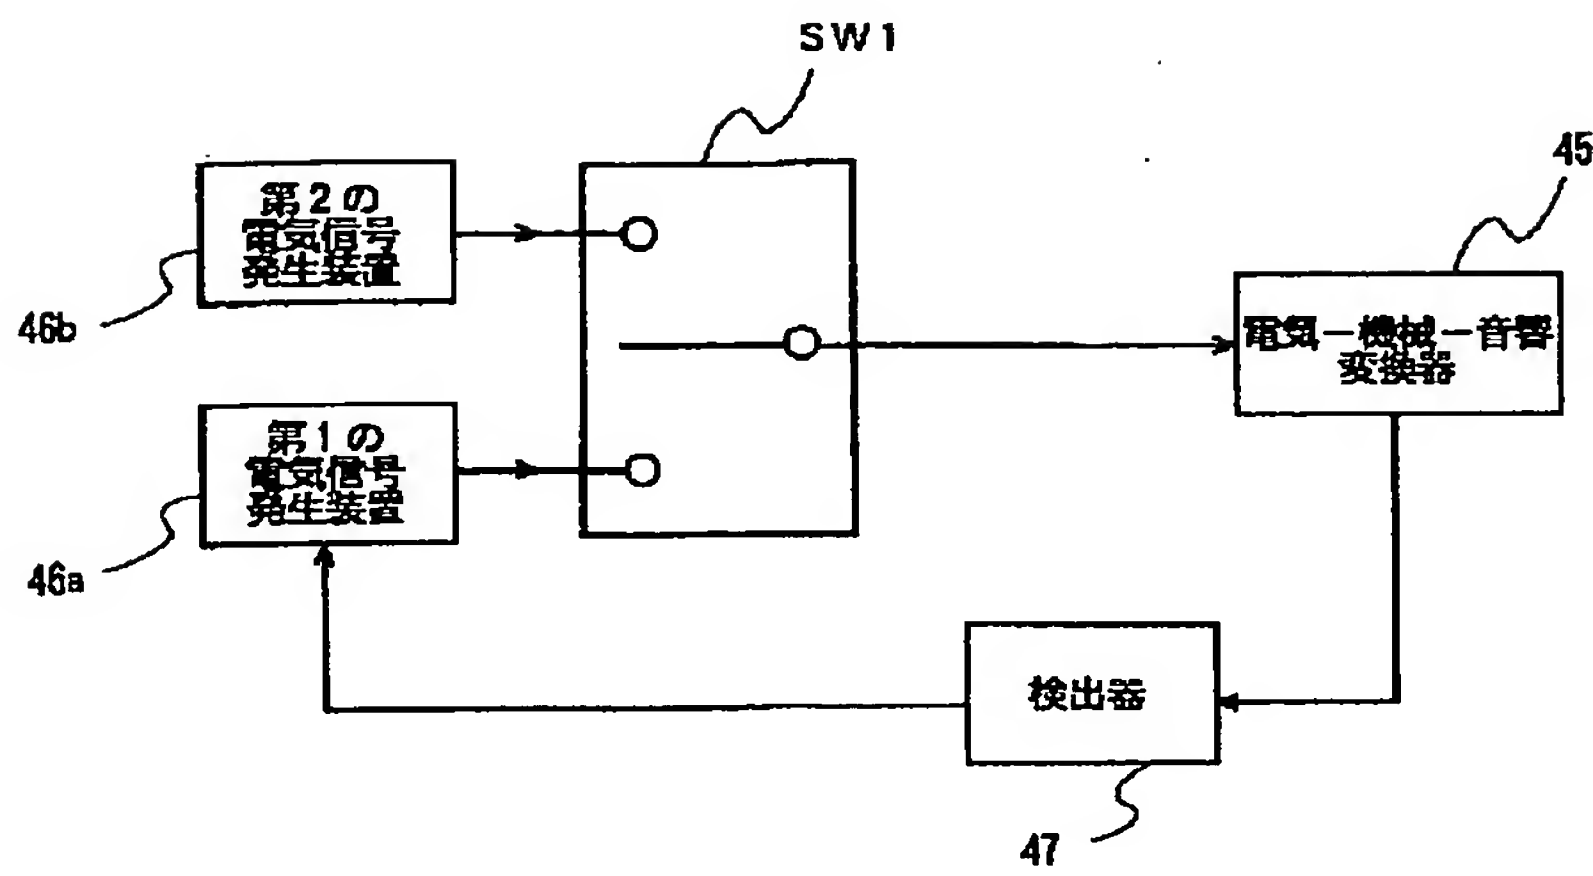 SW1
45
第2の
電気信号
発生装置
46b
電気－機械－音響
変換器
第1の
電気信号
発生装置
46a
検出器
47